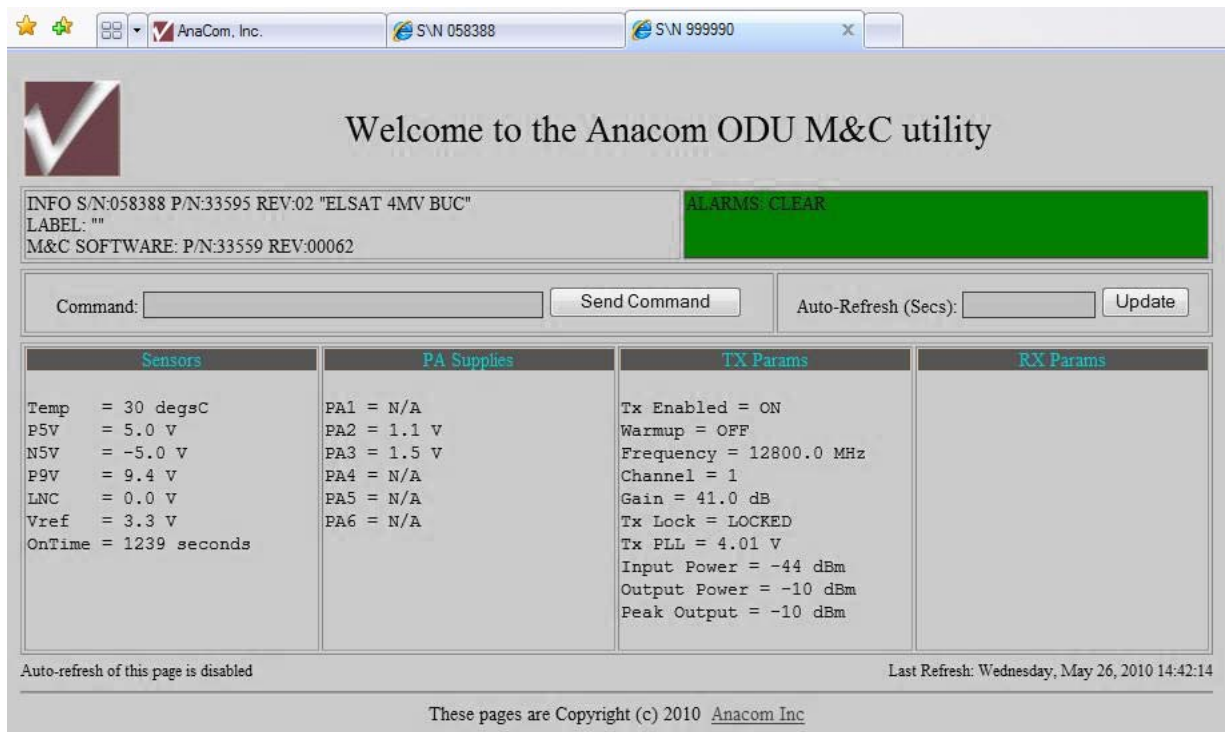 AnaCom, Inc. S\N 058388 S\N 999990 x
Welcome to the Anacom ODU M&C utility
INFO S/N:058388 P/N:33595 REV:02 "ELSAT 4MV BUC"
LABEL: ""
M&C SOFTWARE: P/N:33559 REV:00062
ALARMS: CLEAR
Command: Send Command
Auto-Refresh (Secs): Update
Sensors
Temp = 30 degsC
P5V = 5.0 V
N5V = -5.0 V
P9V = 9.4 V
LNC = 0.0 V
Vref = 3.3 V
OnTime = 1239 seconds
PA Supplies
PA1 = N/A
PA2 = 1.1 V
PA3 = 1.5 V
PA4 = N/A
PA5 = N/A
PA6 = N/A
TX Params
Tx Enabled = ON
Warmup = OFF
Frequency = 12800.0 MHz
Channel = 1
Gain = 41.0 dB
Tx Lock = LOCKED
Tx PLL = 4.01 V
Input Power = -44 dBm
Output Power = -10 dBm
Peak Output = -10 dBm
RX Params
Auto-refresh of this page is disabled
Last Refresh: Wednesday, May 26, 2010 14:42:14
These pages are Copyright (c) 2010 Anacom Inc